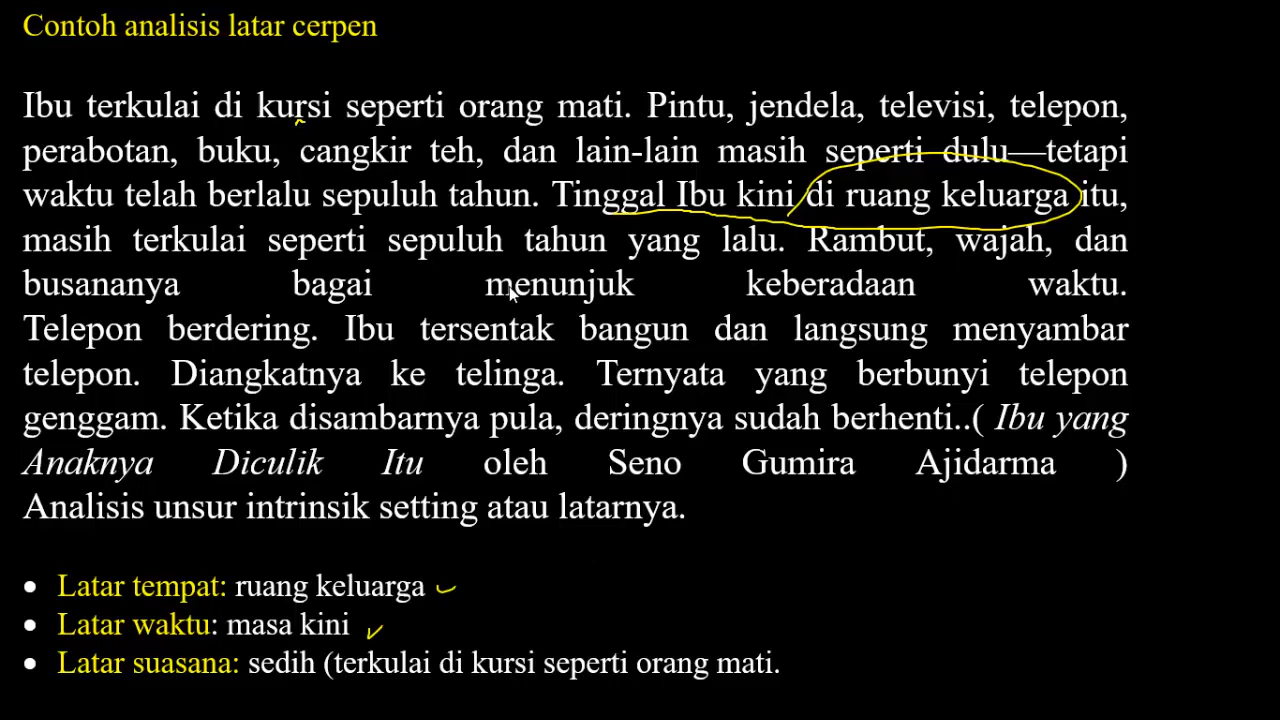 Contoh analisis latar cerpen
Ibu terkulai di kursi seperti orang mati. Pintu, jendela, televisi, telepon,
perabotan, buku, cangkir teh, dan lain-lain masih seperti dulu—tetapi
waktu telah berlalu sepuluh tahun. Tinggal Ibu kini di ruang keluarga itu,
masih terkulai seperti sepuluh tahun yang lalu. Rambut, wajah, dan
busananya bagai menunjuk keberadaan waktu.
Telepon berdering. Ibu tersentak bangun dan langsung menyambar
telepon. Diangkatnya ke telinga. Ternyata yang berbunyi telepon
genggam. Ketika disambarnya pula, deringnya sudah berhenti..( Ibu yang
Anaknya Diculik Itu oleh Seno Gumira Ajidarma )
Analisis unsur intrinsik setting atau latarnya.
• Latar tempat: ruang keluarga
• Latar waktu: masa kini
• Latar suasana: sedih (terkulai di kursi seperti orang mati.